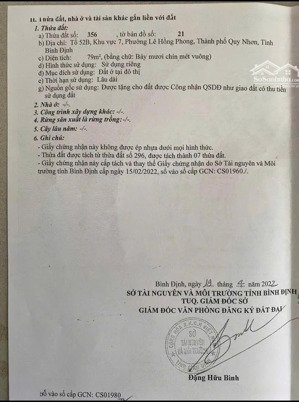 II. Thửa đất, nhà ở và tài sản khác gắn liền với đất
1. Thửa đất:
a) Thửa đất số: 356 , tờ bản đồ số: 21
b) Địa chỉ: Tổ 52B, Khu vực 7, Phường Lê Hồng Phong, Thành phố Quy Nhơn, Tỉnh
Bình Định
c) Diện tích: 79m², (bằng chữ: Bảy mươi chín mét vuông)
d) Hình thức sử dụng: Sử dụng riêng
đ) Mục đích sử dụng: Đất ở tại đô thị
e) Thời hạn sử dụng: Lâu dài
g) Nguồn gốc sử dụng: Được tặng cho đất được Công nhận QSDĐ như giao đất có thu tiền
sử dụng đất
2. Nhà ở: -/-.
3. Công trình xây dựng khác: -/-.
4. Rừng sản xuất là rừng trồng: -/-.
5. Cây lâu năm: -/-.
6. Ghi chú:
- Giấy chứng nhận này không được ép nhựa dưới mọi hình thức.
- Thửa đất được tách từ thửa đất số 296, được tách thành 07 thửa đất.
- Giấy chứng nhận này cấp tách và thay thế Giấy chứng nhận do Sở Tài nguyên và Môi
trường tỉnh Bình Định cấp ngày 15/02/2022, số vào sổ cấp GCN: CS01960./.
Bình Định, ngày tháng năm 2022
SỞ TÀI NGUYÊN VÀ MÔI TRƯỜNG TỈNH BÌNH ĐỊNH
TUQ. GIÁM ĐỐC SỞ
GIÁM ĐỐC VĂN PHÒNG ĐĂNG KÝ ĐẤT ĐAI
Đặng Hữu Bình
Số vào sổ cấp GCN: CS01980